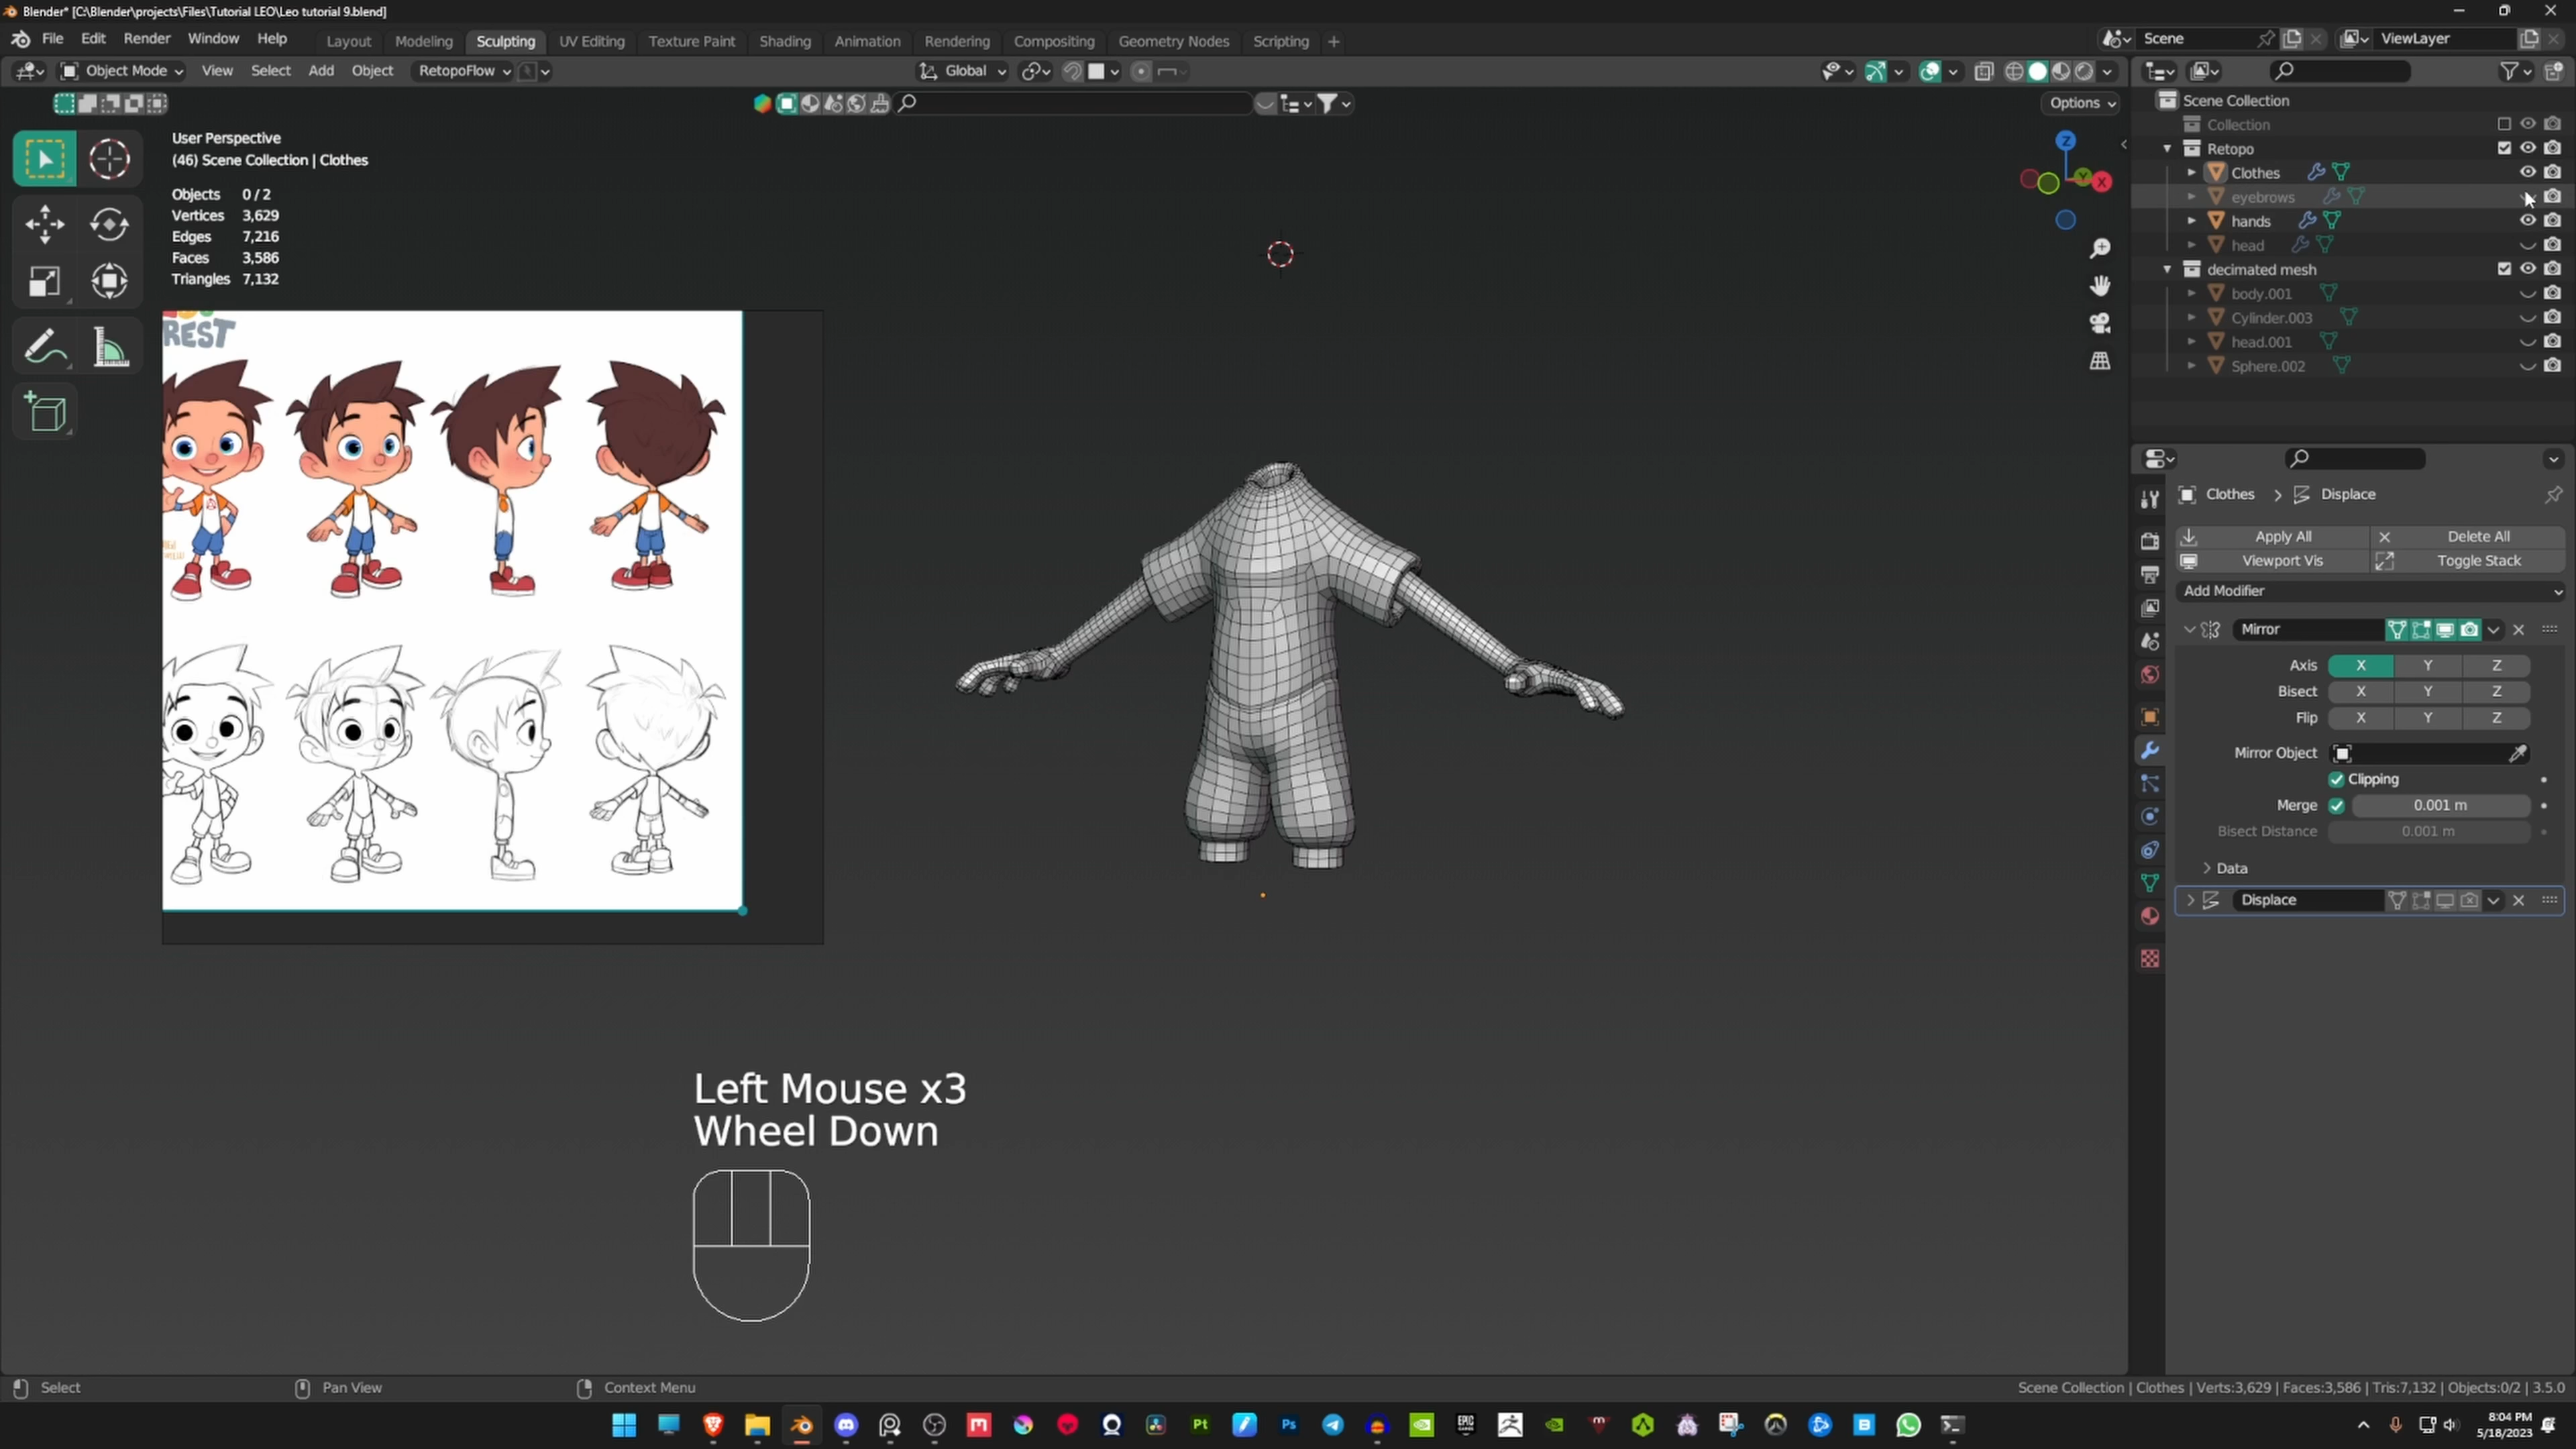 Blender* [C:\Blender\projects\Files\Tutorial LEO\Leo tutorial 9.blend]
File Edit Render Window Help Layout Modeling Sculpting UV Editing Texture Paint Shading Animation Rendering Compositing Geometry Nodes Scripting + Scene ViewLayer
Object Mode View Select Add Object RetopoFlow Global
Options
User Perspective
(46) Scene Collection | Clothes
Objects 0 / 2
Vertices 3,629
Edges 7,216
Faces 3,586
Triangles 7,132
REST
Z
Y
X
Scene Collection
Collection
Retopo
Clothes
eyebrows
hands
head
decimated mesh
body.001
Cylinder.003
head.001
Sphere.002
Clothes > Displace
Apply All Delete All
Viewport Vis Toggle Stack
Add Modifier
Mirror
Axis X Y Z
Bisect X Y Z
Flip X Y Z
Mirror Object
Clipping
Merge 0.001 m
Bisect Distance 0.001 m
Data
Displace
Left Mouse x3
Wheel Down
Select Pan View Context Menu
Scene Collection | Clothes | Verts:3,629 | Faces:3,586 | Tris:7,132 | Objects:0/2 | 3.5.0
Pt
Ps
EPIC GAMES
B
8:04 PM
5/18/2023